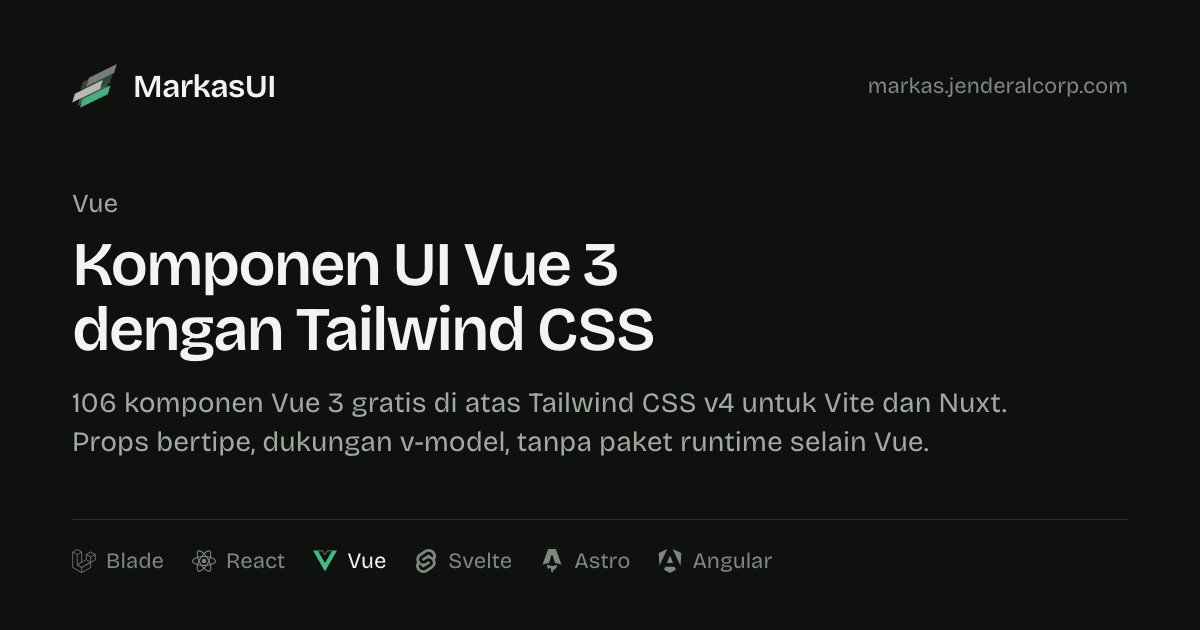 MarkasUI
markas.jenderalcorp.com
Vue
Komponen UI Vue 3
dengan Tailwind CSS
106 komponen Vue 3 gratis di atas Tailwind CSS v4 untuk Vite dan Nuxt.
Props bertipe, dukungan v-model, tanpa paket runtime selain Vue.
Blade React Vue Svelte Astro Angular